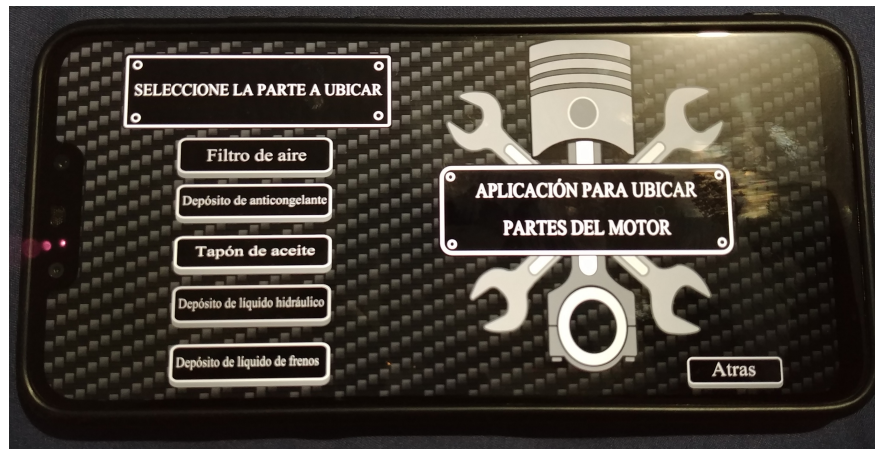 SELECCIONE LA PARTE A UBICAR
Filtro de aire
Depósito de anticongelante
Tapón de aceite
Depósito de líquido hidráulico
Depósito de líquido de frenos
APLICACIÓN PARA UBICAR
PARTES DEL MOTOR
Atras